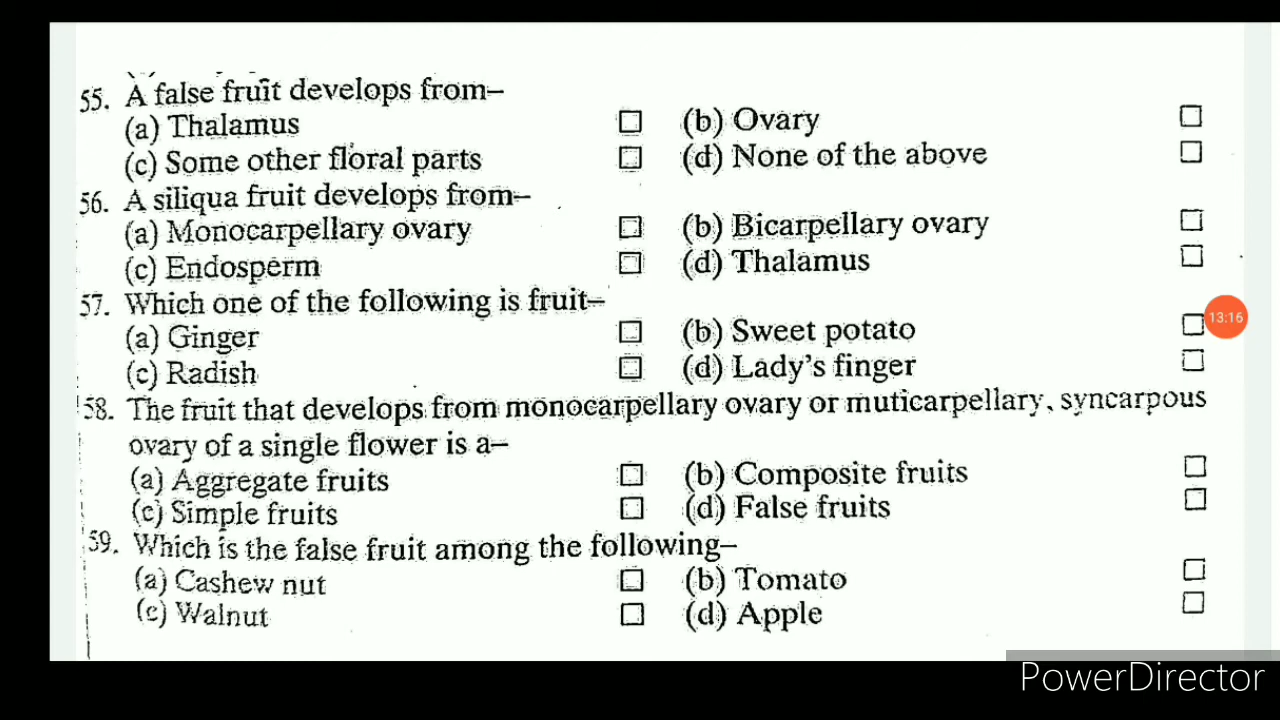 55. A false fruit develops from–
(a) Thalamus □ (b) Ovary □
(c) Some other floral parts □ (d) None of the above □
56. A siliqua fruit develops from–
(a) Monocarpellary ovary □ (b) Bicarpellary ovary □
(c) Endosperm □ (d) Thalamus □
57. Which one of the following is fruit–
(a) Ginger □ (b) Sweet potato □
13:16
(c) Radish □ (d) Lady's finger □
58. The fruit that develops from monocarpellary ovary or muticarpellary, syncarpous
ovary of a single flower is a–
(a) Aggregate fruits □ (b) Composite fruits □
(c) Simple fruits □ (d) False fruits □
59. Which is the false fruit among the following–
(a) Cashew nut □ (b) Tomato □
(c) Walnut □ (d) Apple □
PowerDirector